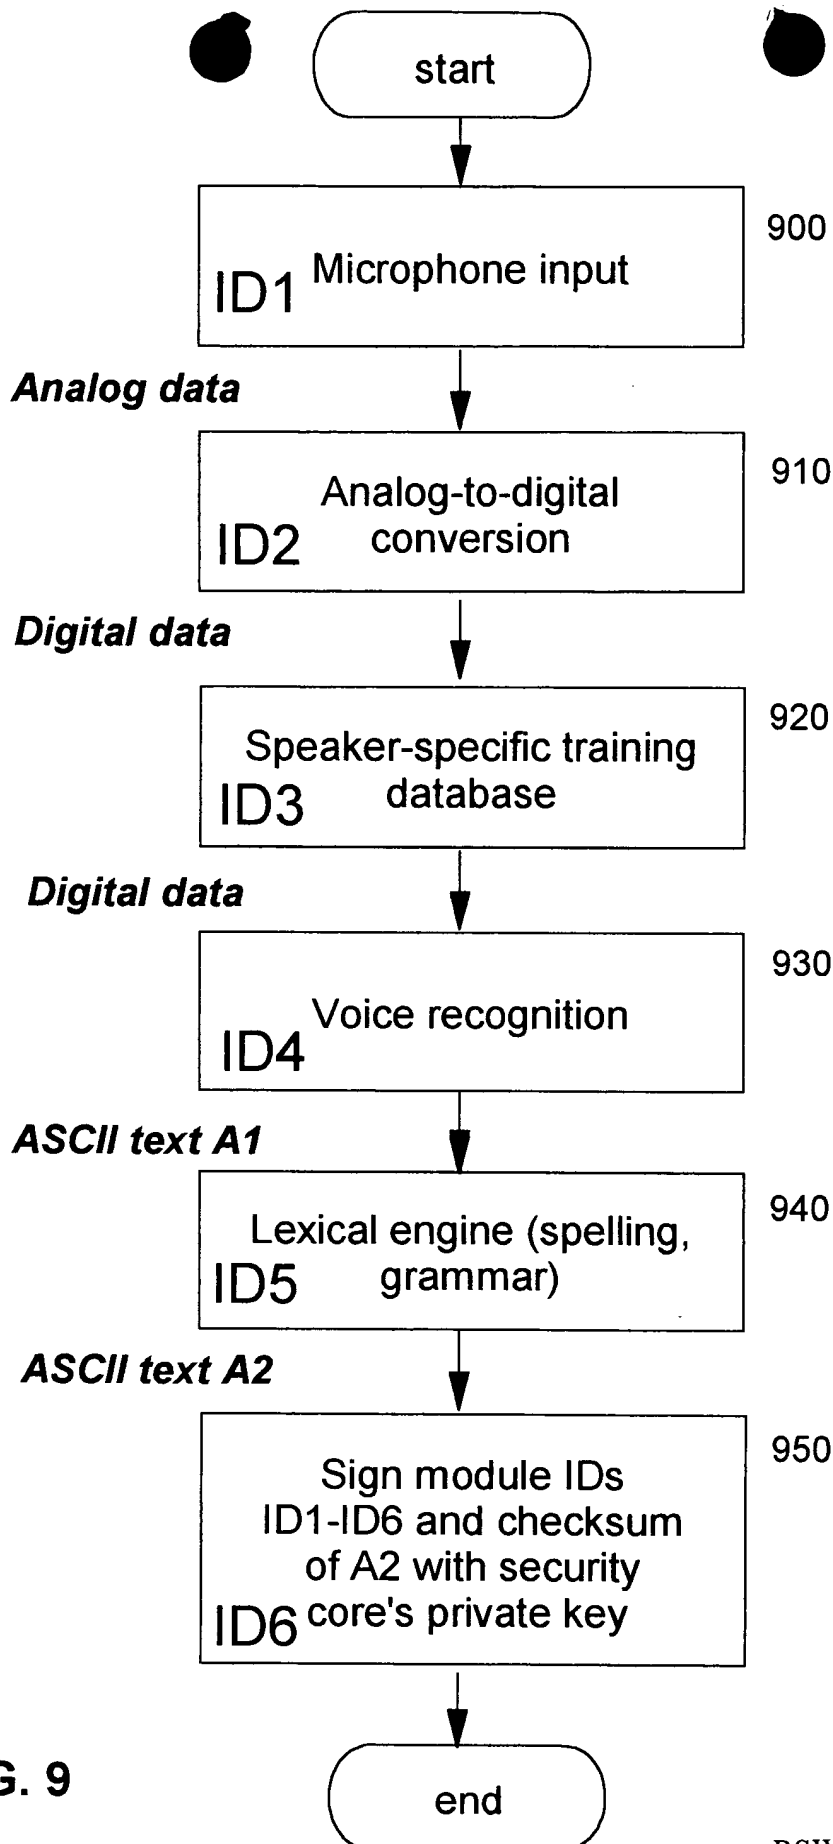 start
900
ID1 Microphone input
Analog data
910
Analog-to-digital
ID2 conversion
Digital data
920
Speaker-specific training
ID3 database
Digital data
930
ID4 Voice recognition
ASCII text A1
940
Lexical engine (spelling,
ID5 grammar)
ASCII text A2
950
Sign module IDs
ID1-ID6 and checksum
of A2 with security
ID6 core's private key
G. 9
end